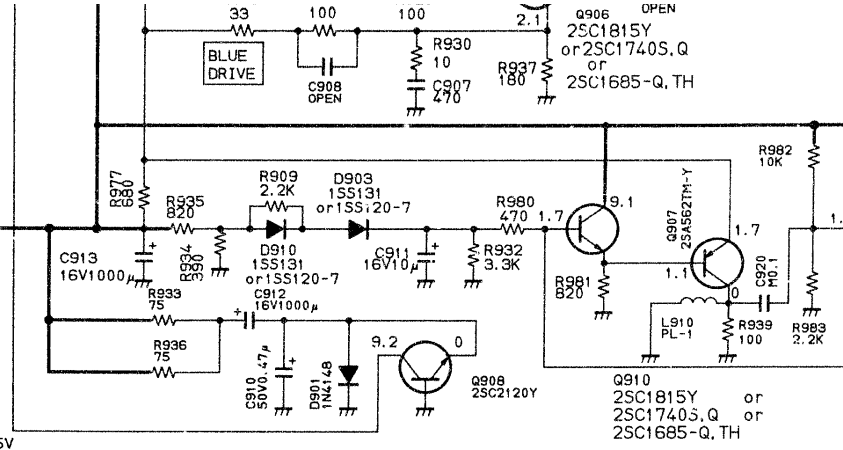 OPEN
33
100
100
2.1
Q906
2SC1815Y
or2SC1740S,Q
or
2SC1685-Q,TH
BLUE
DRIVE
C908
OPEN
R930
10
C907
470
R937
180
R982
10K
R977
680
R935
820
R934
390
R909
2.2K
D903
1SS131
or1SS120-7
D910
1SS131
or1SS120-7
R980
470
1.7
9.1
Q907
2SA562TM-Y
1.7
1.
C913
16V1000μ
+
C911
16V10μ
+
R932
3.3K
R981
820
1.1
0
C920
M0.1
L910
PL-1
R939
100
R983
2.2K
R933
75
C912
16V1000μ
+
R936
75
C910
50V0.47μ
+
D901
1N4148
9.2
0
Q908
2SC2120Y
Q910
2SC1815Y or
2SC1740S,Q or
2SC1685-Q,TH
5V